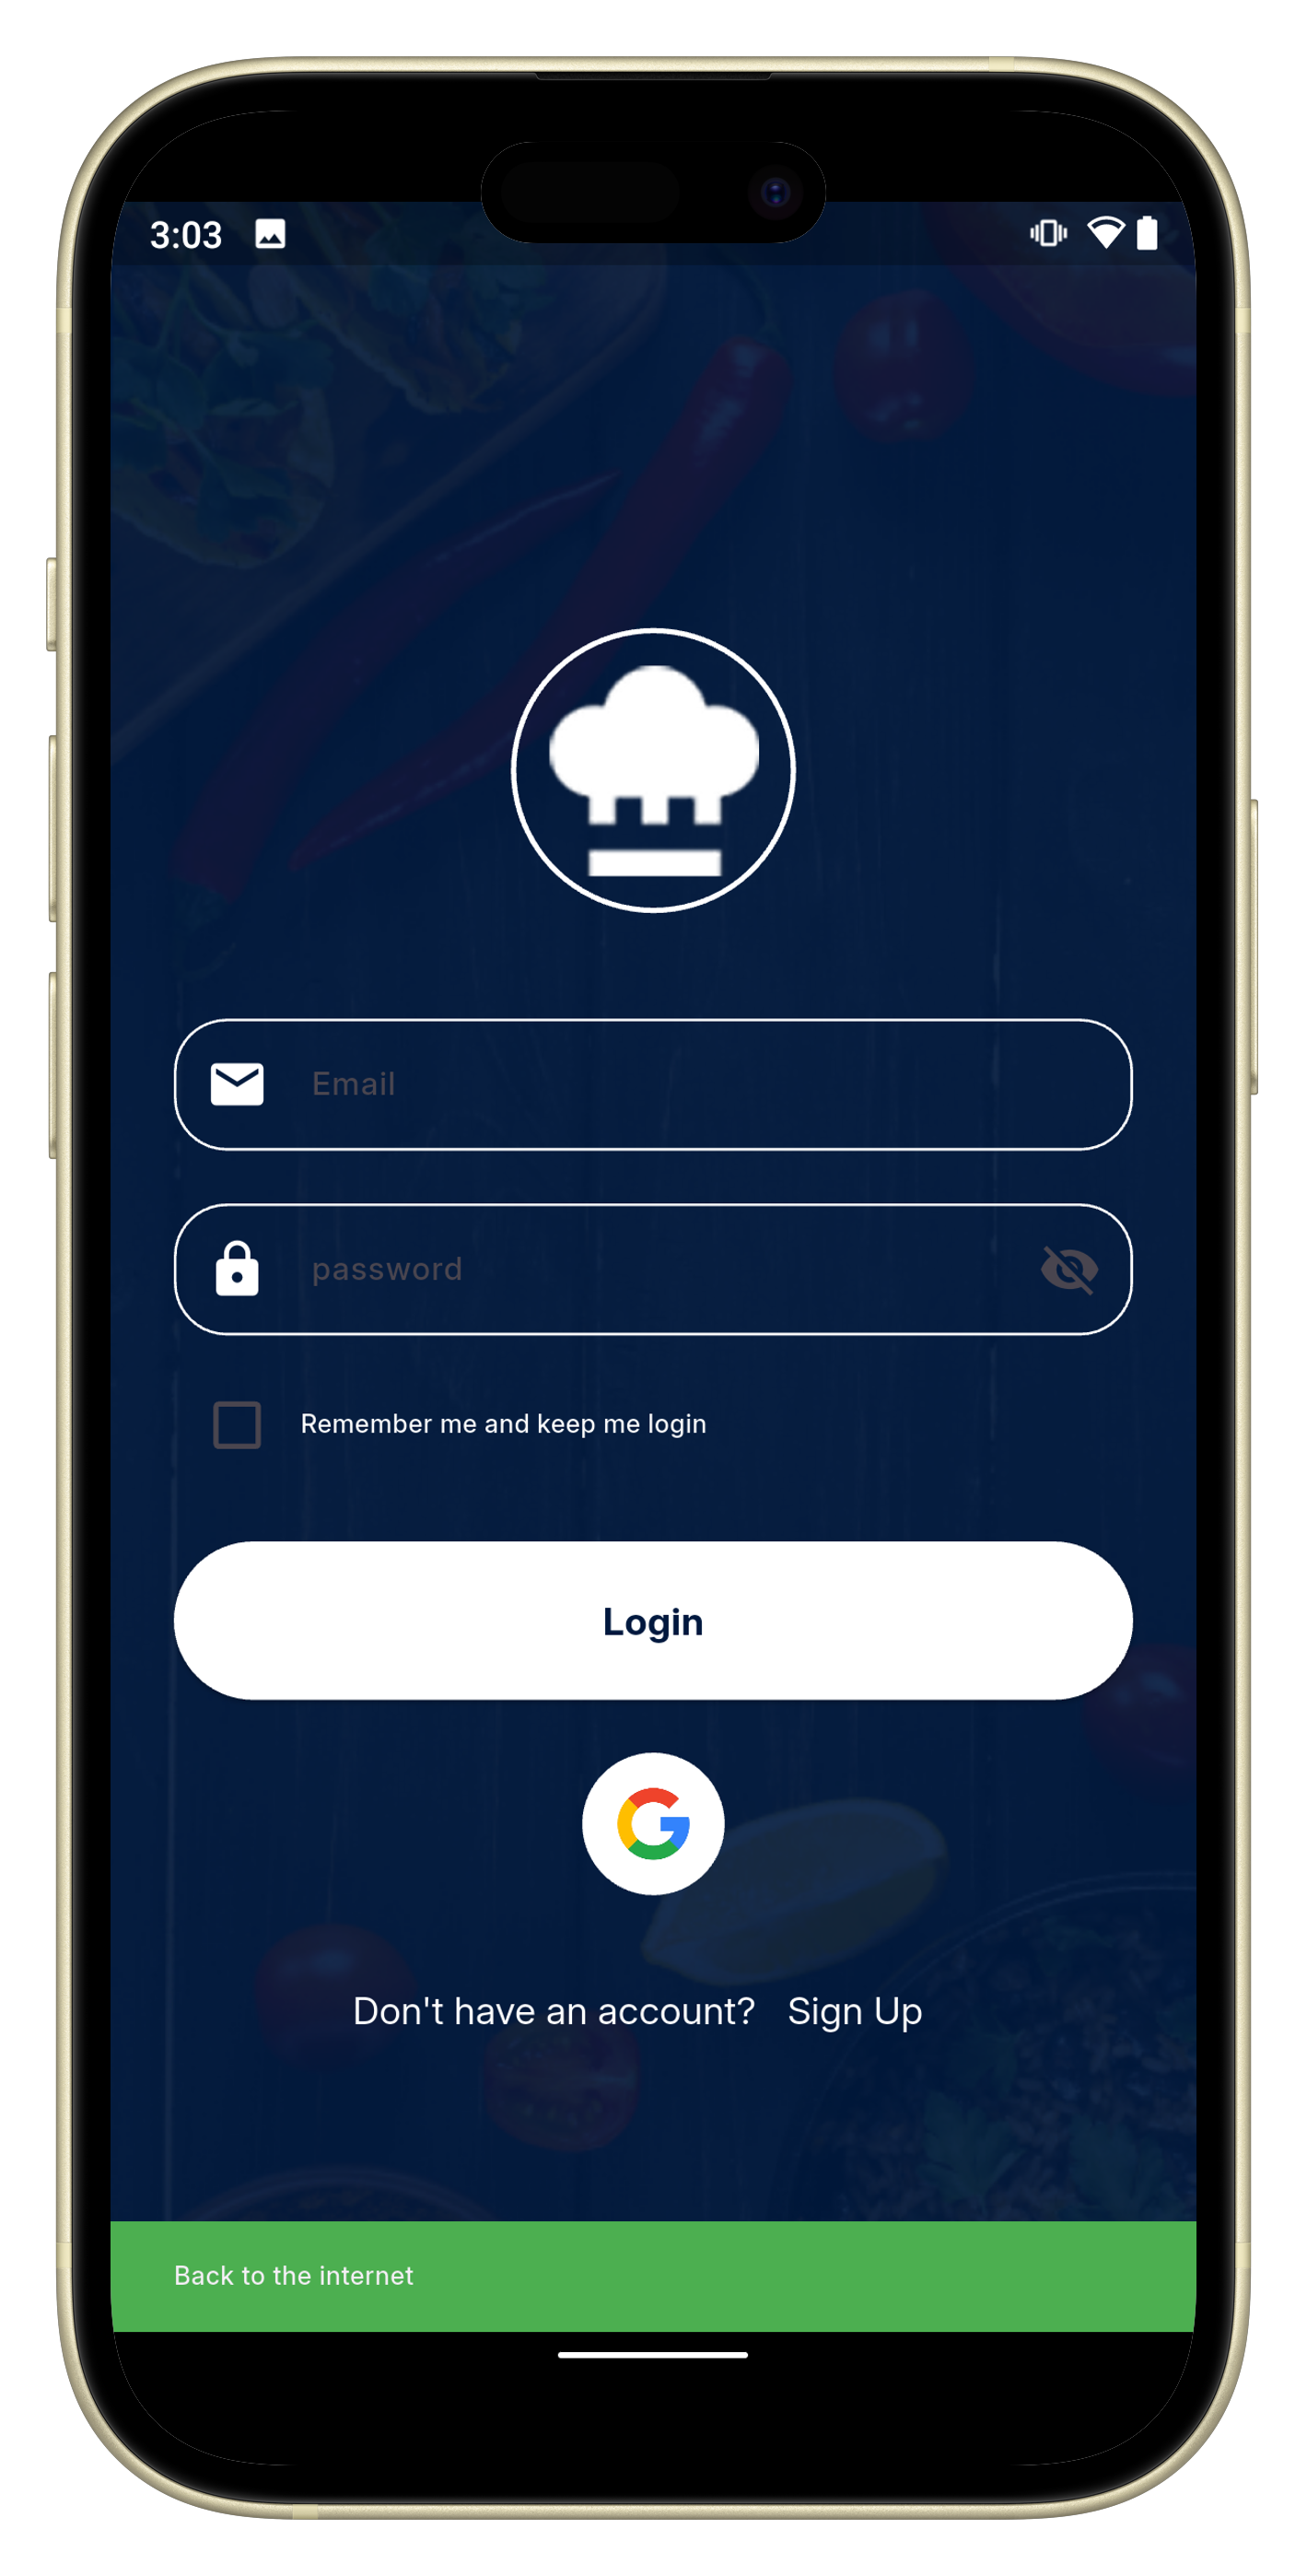 3:03
Email
password
Remember me and keep me login
Login
Don't have an account? Sign Up
Back to the internet